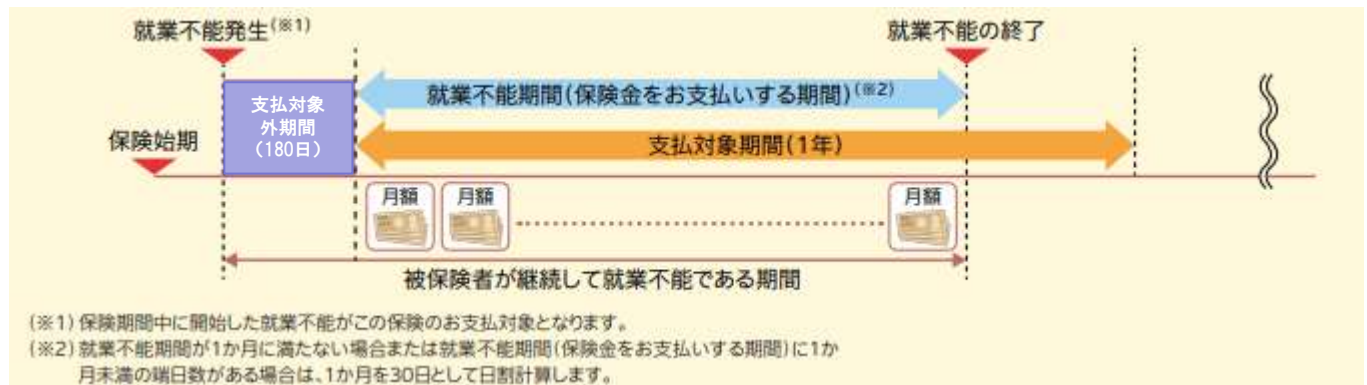 就業不能発生(※1)
就業不能の終了
支払対象
外期間
(180日)
就業不能期間(保険金をお支払いする期間)(※2)
保険始期
支払対象期間(1年)
月額
月額
月額
被保険者が継続して就業不能である期間
(※1)保険期間中に開始した就業不能がこの保険のお支払対象となります。
(※2)就業不能期間が1か月に満たない場合または就業不能期間(保険金をお支払いする期間)に1か
月未満の端日数がある場合は、1か月を30日として日割計算します。